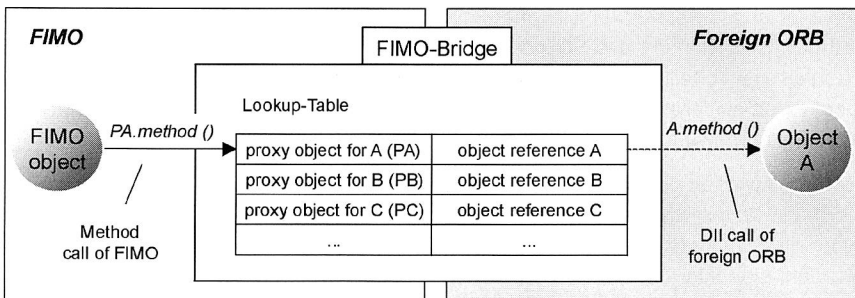 FIMO
Foreign ORB
FIMO-Bridge
Lookup-Table
FIMO
object
PA.method ()
A.method ()
Object
A
proxy object for A (PA)
object reference A
proxy object for B (PB)
object reference B
proxy object for C (PC)
object reference C
...
...
Method
call of FIMO
DII call of
foreign ORB